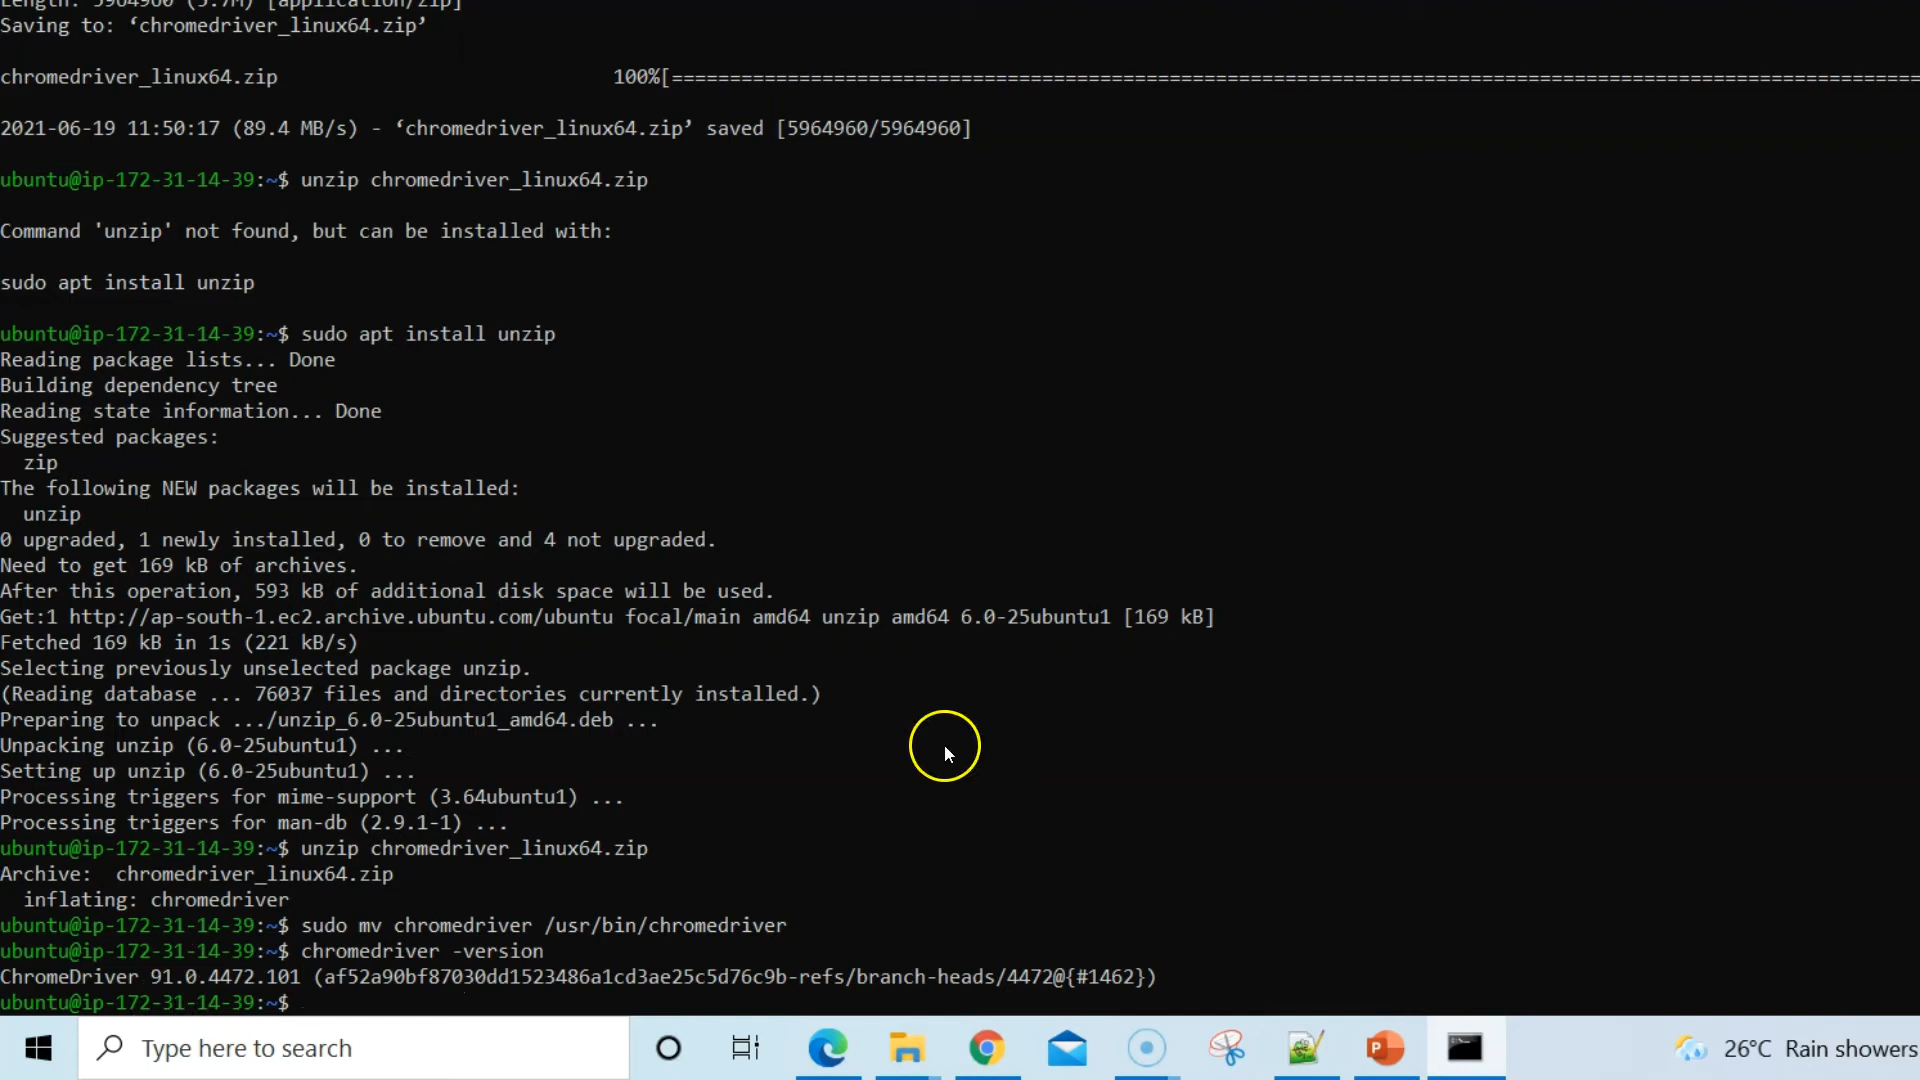 Length: 5964960 (5.7M) [application/zip]
Saving to: ‘chromedriver_linux64.zip’
chromedriver_linux64.zip 100%[============================================================================================================
2021-06-19 11:50:17 (89.4 MB/s) - ‘chromedriver_linux64.zip’ saved [5964960/5964960]
ubuntu@ip-172-31-14-39:~$ unzip chromedriver_linux64.zip
Command 'unzip' not found, but can be installed with:
sudo apt install unzip
ubuntu@ip-172-31-14-39:~$ sudo apt install unzip
Reading package lists... Done
Building dependency tree
Reading state information... Done
Suggested packages:
  zip
The following NEW packages will be installed:
  unzip
0 upgraded, 1 newly installed, 0 to remove and 4 not upgraded.
Need to get 169 kB of archives.
After this operation, 593 kB of additional disk space will be used.
Get:1 http://ap-south-1.ec2.archive.ubuntu.com/ubuntu focal/main amd64 unzip amd64 6.0-25ubuntu1 [169 kB]
Fetched 169 kB in 1s (221 kB/s)
Selecting previously unselected package unzip.
(Reading database ... 76037 files and directories currently installed.)
Preparing to unpack .../unzip_6.0-25ubuntu1_amd64.deb ...
Unpacking unzip (6.0-25ubuntu1) ...
Setting up unzip (6.0-25ubuntu1) ...
Processing triggers for mime-support (3.64ubuntu1) ...
Processing triggers for man-db (2.9.1-1) ...
ubuntu@ip-172-31-14-39:~$ unzip chromedriver_linux64.zip
Archive:  chromedriver_linux64.zip
  inflating: chromedriver
ubuntu@ip-172-31-14-39:~$ sudo mv chromedriver /usr/bin/chromedriver
ubuntu@ip-172-31-14-39:~$ chromedriver -version
ChromeDriver 91.0.4472.101 (af52a90bf87030dd1523486a1cd3ae25c5d76c9b-refs/branch-heads/4472@{#1462})
ubuntu@ip-172-31-14-39:~$
Type here to search
26°C Rain showers